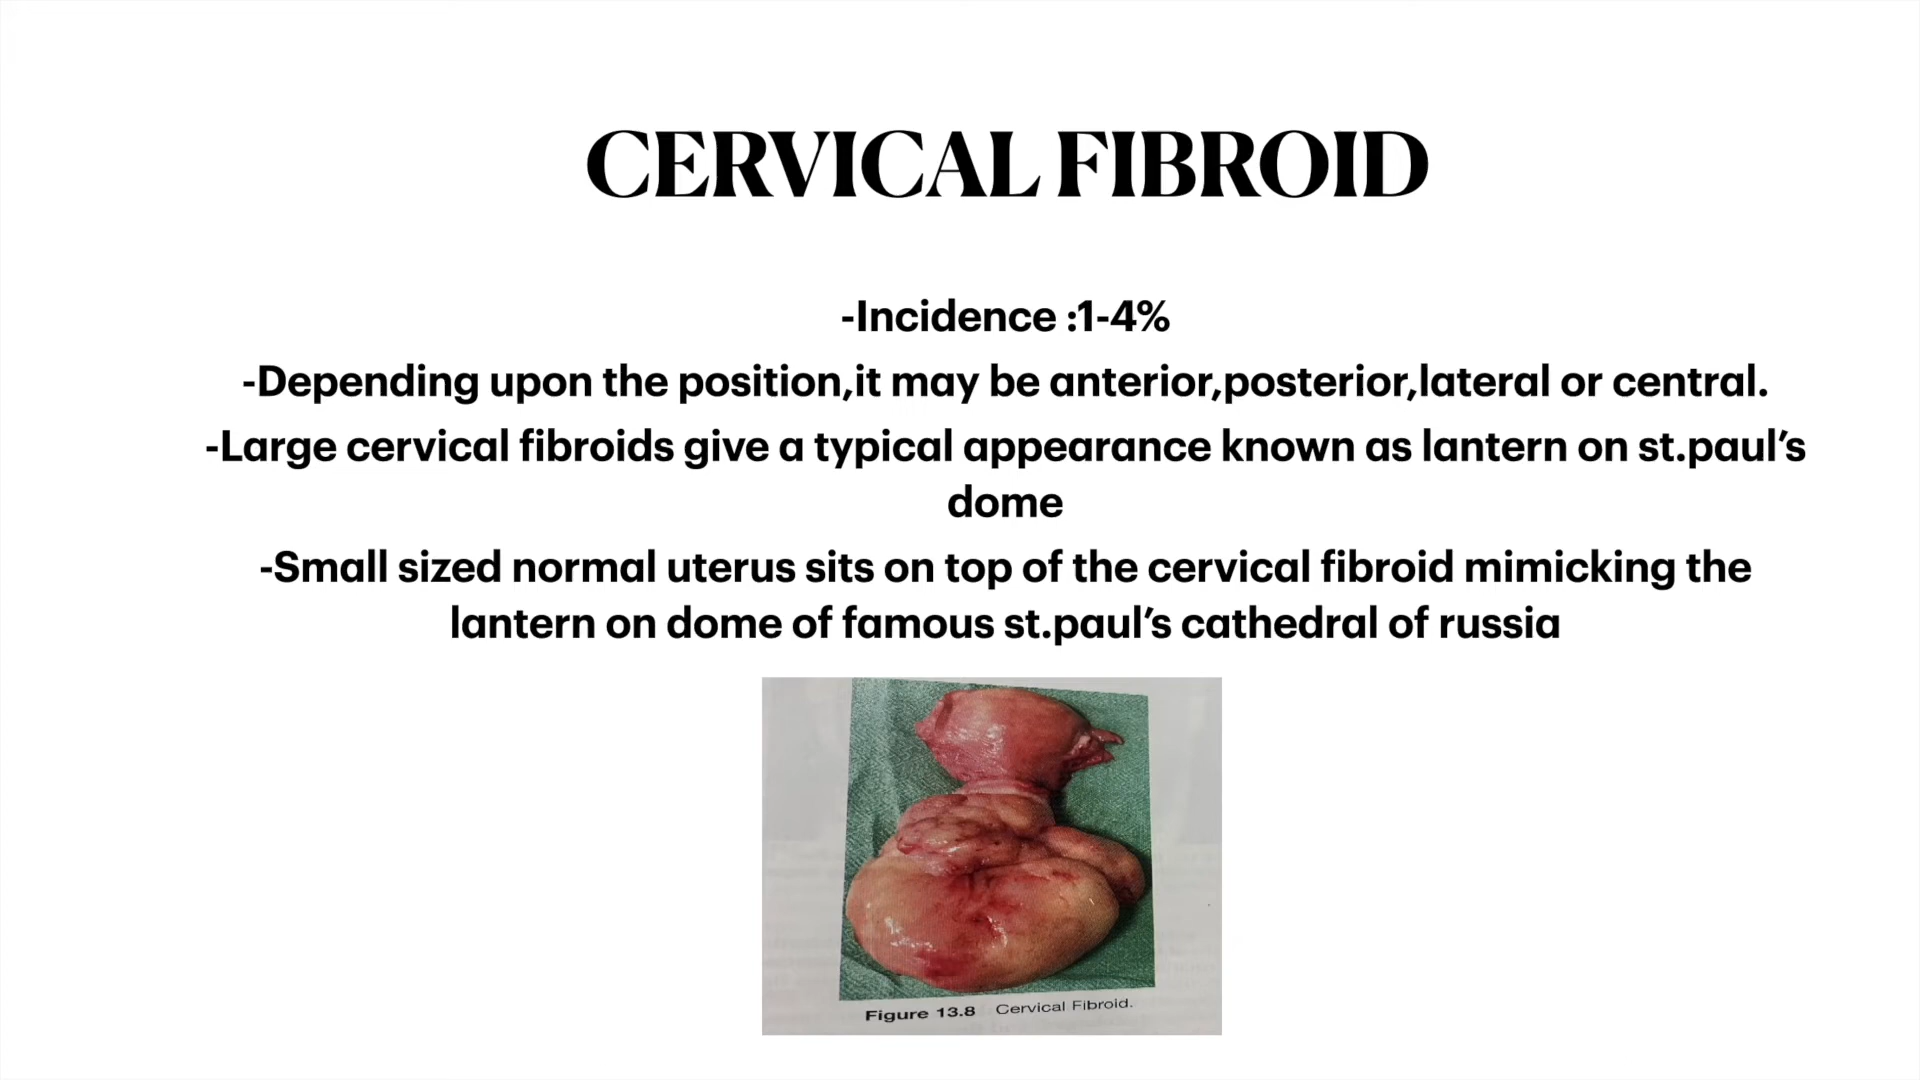 CERVICAL FIBROID
-Incidence :1-4%
-Depending upon the position,it may be anterior,posterior,lateral or central.
-Large cervical fibroids give a typical appearance known as lantern on st.paul’s
dome
-Small sized normal uterus sits on top of the cervical fibroid mimicking the
lantern on dome of famous st.paul’s cathedral of russia
Figure 13.8 Cervical Fibroid.